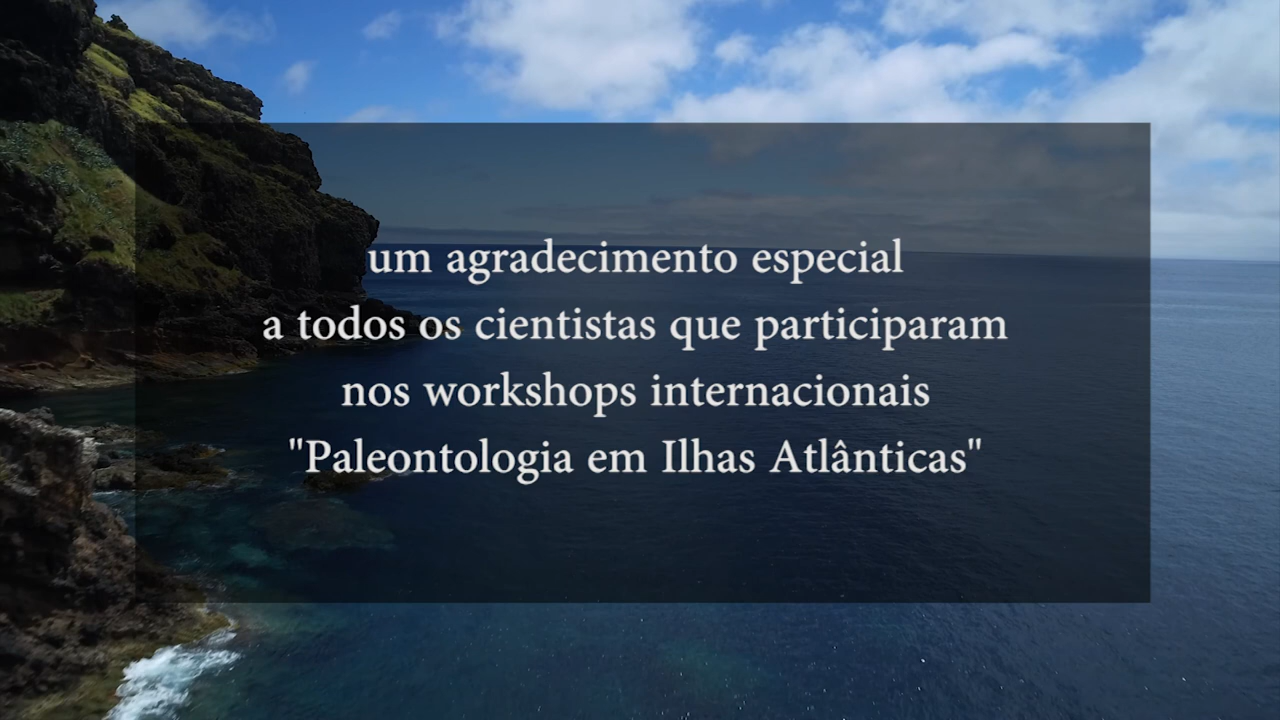 um agradecimento especial
a todos os cientistas que participaram
nos workshops internacionais
"Paleontologia em Ilhas Atlânticas"